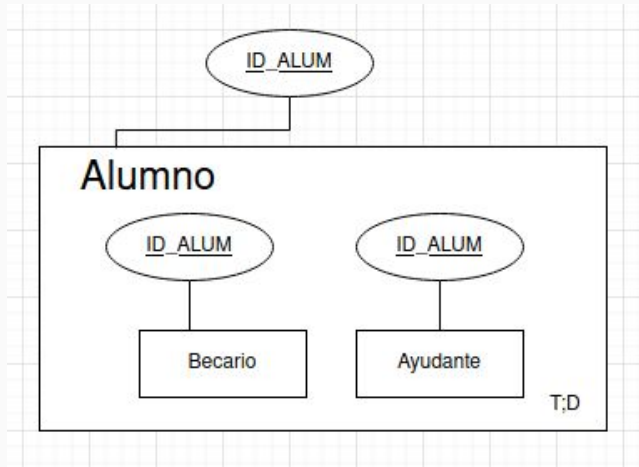 ID_ALUM
Alumno
ID_ALUM
ID_ALUM
Becario
Ayudante
T;D